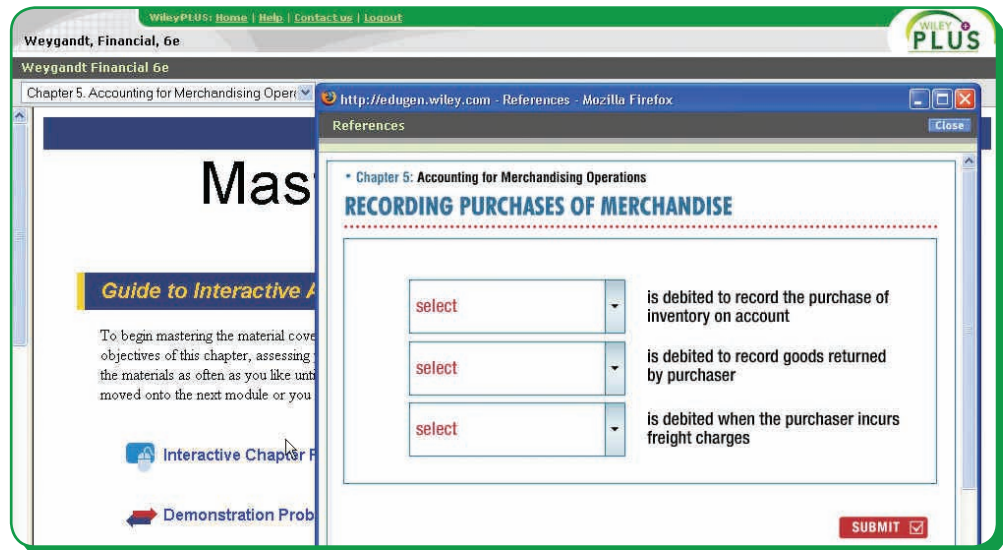 WileyPLUS: Home | Help | Contact us | Logout
WILEY
PLUS
Weygandt, Financial, 6e
Weygandt Financial 6e
Chapter 5. Accounting for Merchandising Oper
http://edugen.wiley.com - References - Mozilla Firefox
References
Close
Mas
• Chapter 5: Accounting for Merchandising Operations
RECORDING PURCHASES OF MERCHANDISE
select
is debited to record the purchase of
inventory on account
select
is debited to record goods returned
by purchaser
select
is debited when the purchaser incurs
freight charges
SUBMIT
Guide to Interactive
To begin mastering the material cove
objectives of this chapter, assessing
the materials as often as you like unti
moved onto the next module or you
Interactive Chapter F
Demonstration Prob